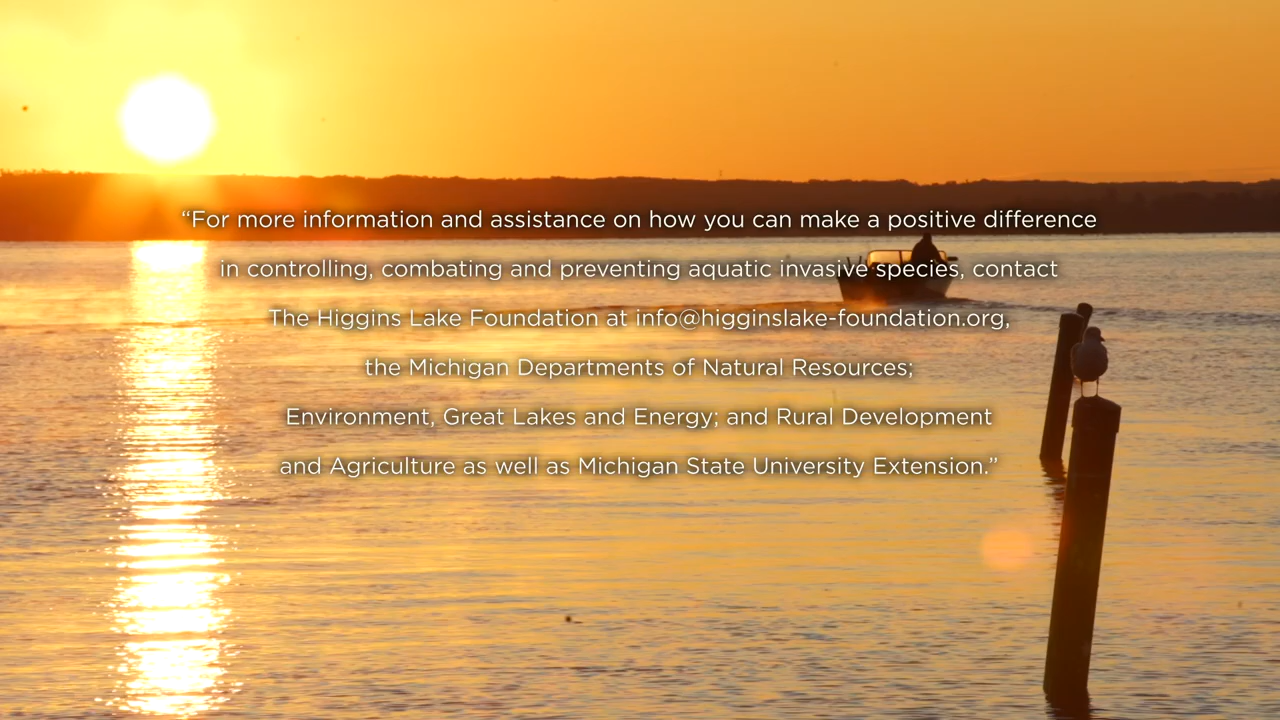 “For more information and assistance on how you can make a positive difference
in controlling, combating and preventing aquatic invasive species, contact
The Higgins Lake Foundation at info@higginslake-foundation.org,
the Michigan Departments of Natural Resources;
Environment, Great Lakes and Energy; and Rural Development
and Agriculture as well as Michigan State University Extension.”